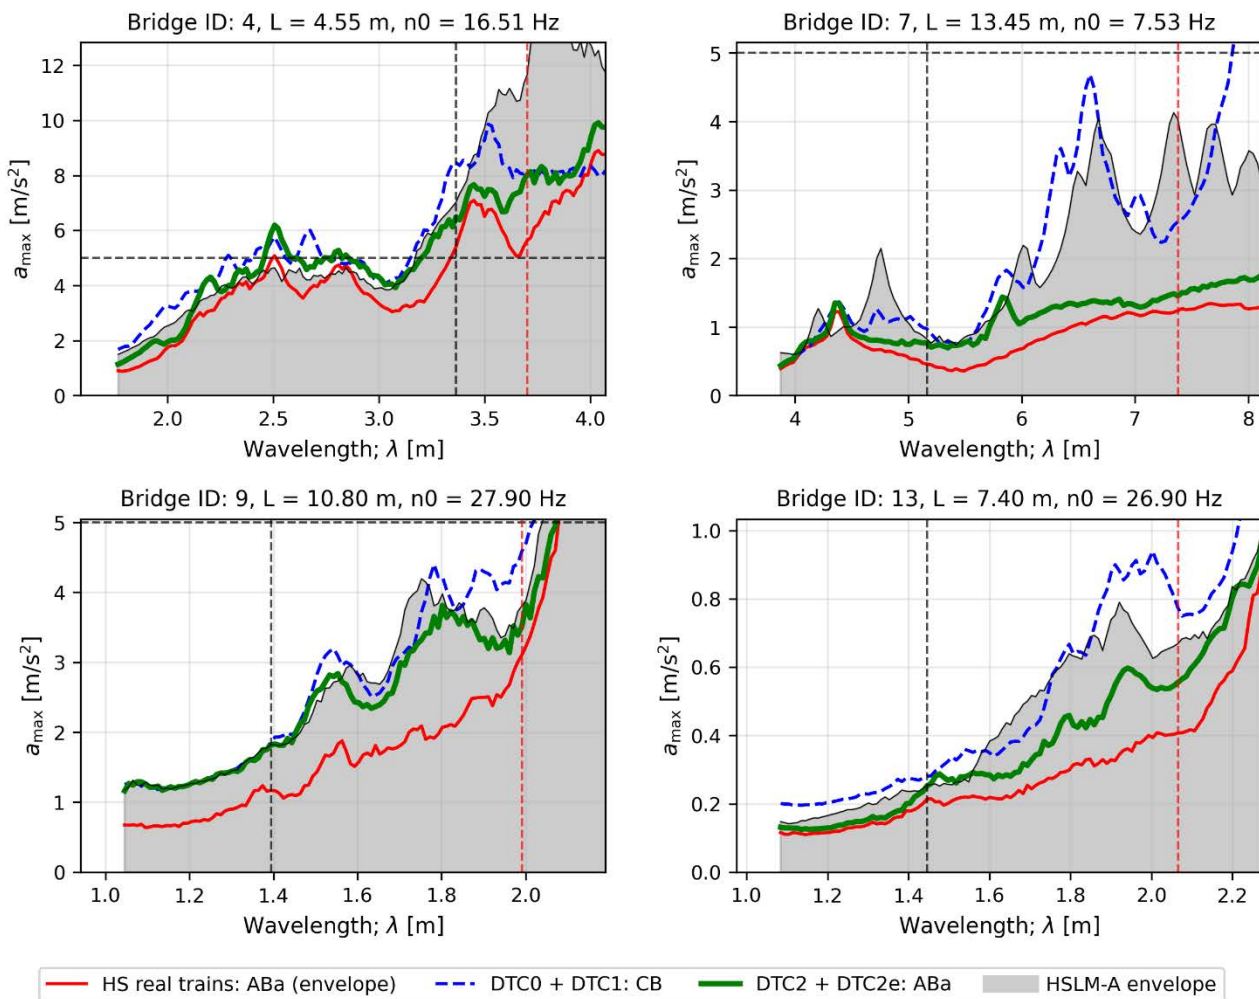 Bridge ID: 4, L = 4.55 m, n0 = 16.51 Hz
12
10
8
6
4
2
0
a_max [m/s²]
2.0 2.5 3.0 3.5 4.0
Wavelength; λ [m]
Bridge ID: 7, L = 13.45 m, n0 = 7.53 Hz
5
4
3
2
1
0
a_max [m/s²]
4 5 6 7 8
Wavelength; λ [m]
Bridge ID: 9, L = 10.80 m, n0 = 27.90 Hz
5
4
3
2
1
0
a_max [m/s²]
1.0 1.2 1.4 1.6 1.8 2.0
Wavelength; λ [m]
Bridge ID: 13, L = 7.40 m, n0 = 26.90 Hz
1.0
0.8
0.6
0.4
0.2
0.0
a_max [m/s²]
1.0 1.2 1.4 1.6 1.8 2.0 2.2
Wavelength; λ [m]
HS real trains: ABa (envelope) DTC0 + DTC1: CB DTC2 + DTC2e: ABa HSLM-A envelope